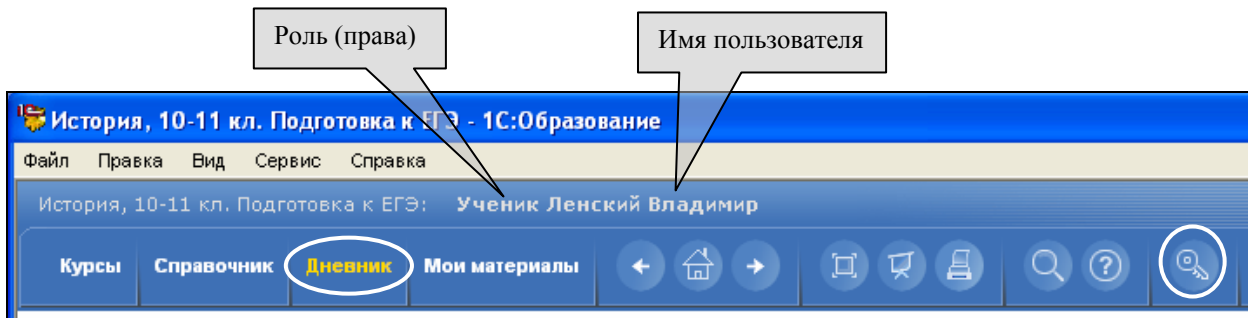 Роль (права)
Имя пользователя
История, 10-11 кл. Подготовка к ЕГЭ - 1С:Образование
Файл Правка Вид Сервис Справка
История, 10-11 кл. Подготовка к ЕГЭ: Ученик Ленский Владимир
Курсы Справочник Дневник Мои материалы